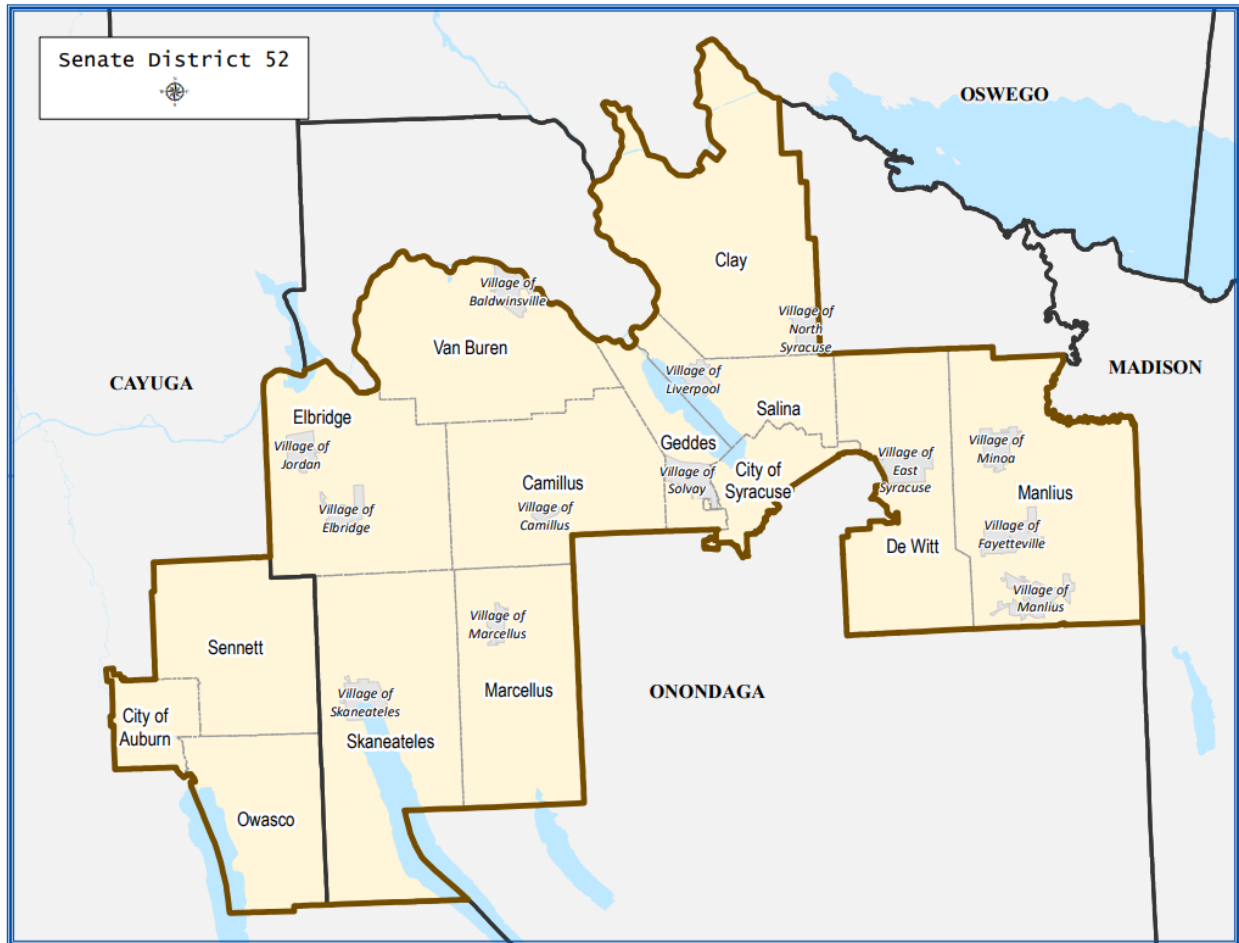 Senate District 52
OSWEGO
Clay
Village of
Baldwinsville
Village of
North
Syracuse
Van Buren
MADISON
CAYUGA
Village of
Liverpool
Elbridge
Salina
Village of
Jordan
Geddes
Village of
Solvay
City of
Syracuse
Village of
East
Syracuse
Village of
Minoa
Camillus
Village of
Camillus
Manlius
Village of
Elbridge
Village of
Fayetteville
De Witt
Village of
Manlius
Village of
Marcellus
Sennett
Marcellus
ONONDAGA
Village of
Skaneateles
City of
Auburn
Skaneateles
Owasco